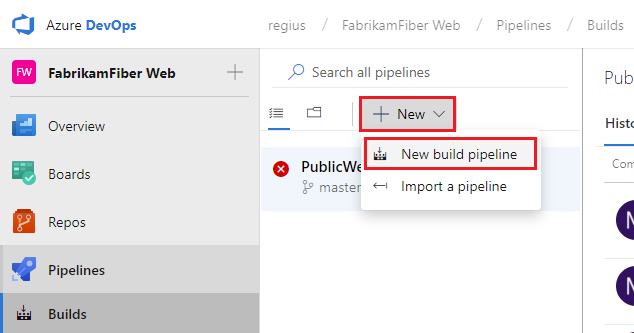 Azure DevOps
regius / FabrikamFiber Web / Pipelines / Builds
FW FabrikamFiber Web
Search all pipelines
Pub
New
Histo
Overview
New build pipeline
Com
PublicWe
Boards
master
Import a pipeline
Repos
Pipelines
Builds